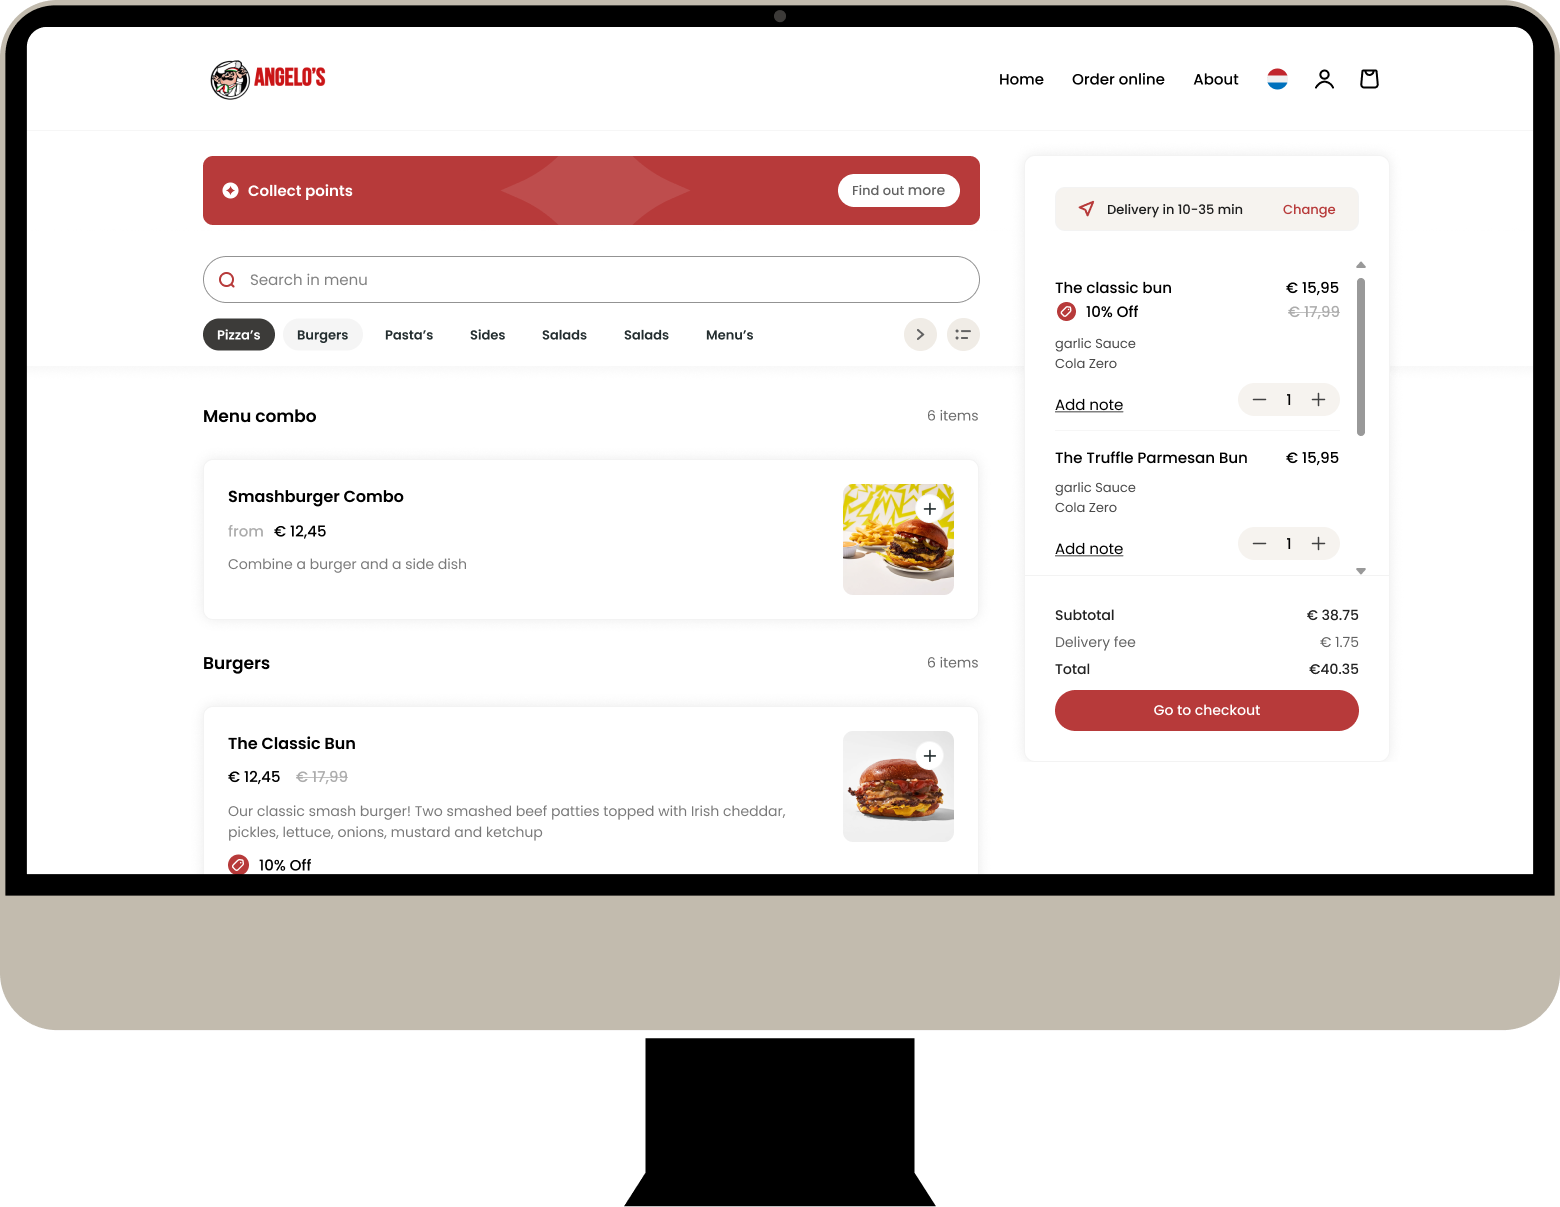 ANGELO'S
Home
Order online
About
Collect points
Find out more
Search in menu
Pizza's
Burgers
Pasta's
Sides
Salads
Salads
Menu's
Menu combo
6 items
Smashburger Combo
from € 12,45
Combine a burger and a side dish
Burgers
6 items
The Classic Bun
€ 12,45 € 17,99
Our classic smash burger! Two smashed beef patties topped with Irish cheddar,
pickles, lettuce, onions, mustard and ketchup
10% Off
Delivery in 10-35 min
Change
The classic bun
€ 15,95
10% Off
€ 17,99
garlic Sauce
Cola Zero
Add note
1
The Truffle Parmesan Bun
€ 15,95
garlic Sauce
Cola Zero
Add note
1
Subtotal
€ 38.75
Delivery fee
€ 1.75
Total
€40.35
Go to checkout